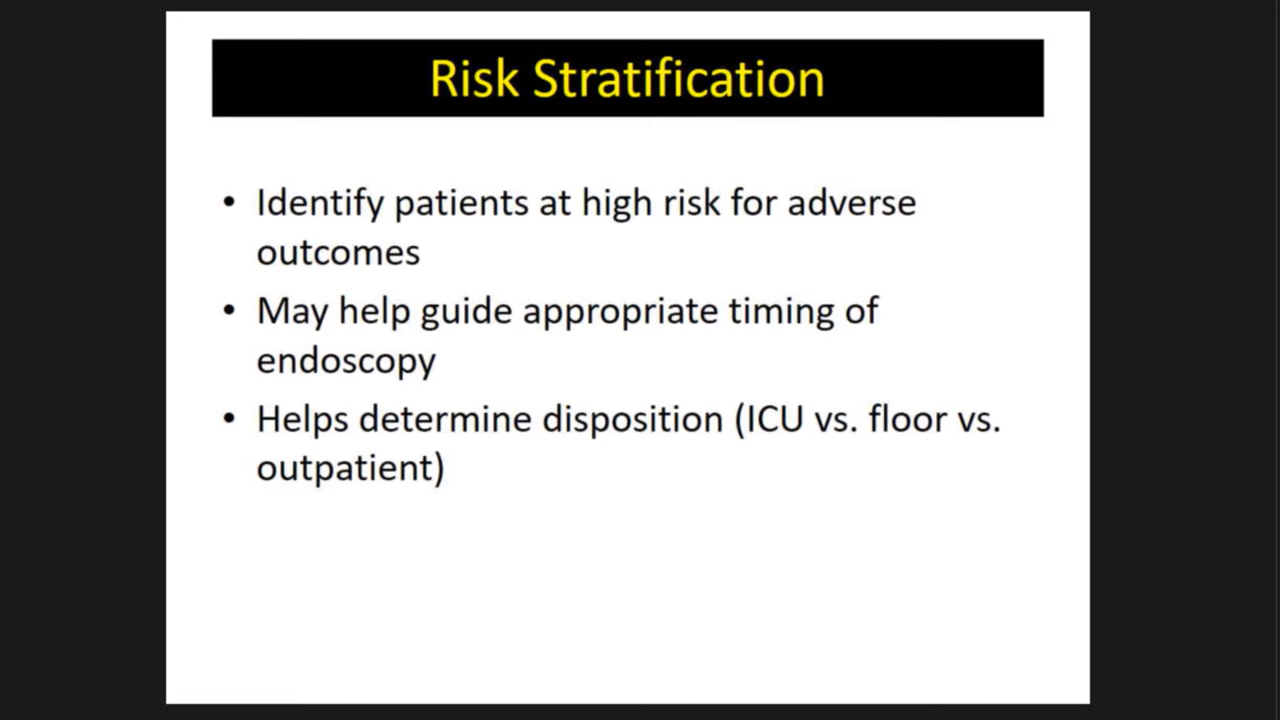 Risk Stratification
• Identify patients at high risk for adverse
outcomes
• May help guide appropriate timing of
endoscopy
• Helps determine disposition (ICU vs. floor vs.
outpatient)